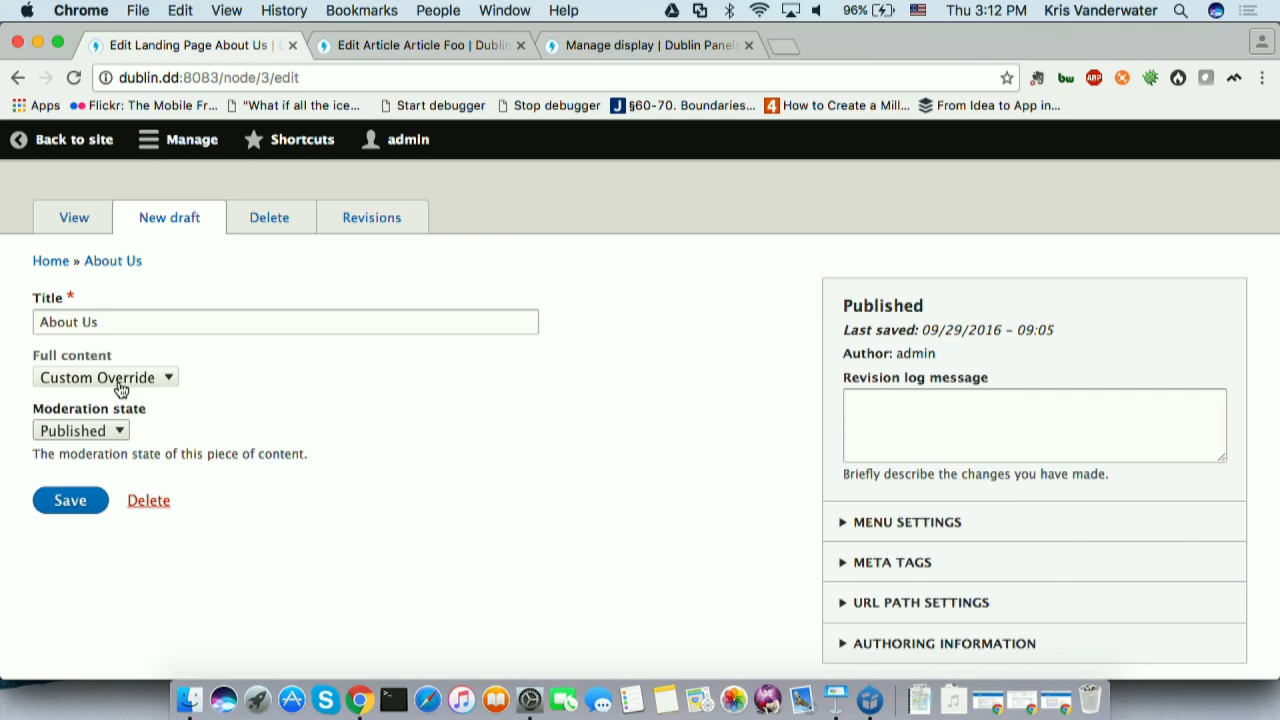 Chrome File Edit View History Bookmarks People Window Help 96% Thu 3:12 PM Kris Vanderwater
Edit Landing Page About Us | Edit Article Article Foo | Dublin Manage display | Dublin Panel
dublin.dd:8083/node/3/edit
Apps Flickr: The Mobile Fr... "What if all the ice... Start debugger Stop debugger §60-70. Boundaries... How to Create a Mill... From Idea to App in...
Back to site Manage Shortcuts admin
View New draft Delete Revisions
Home » About Us
Title *
About Us
Full content
Custom Override
Moderation state
Published
The moderation state of this piece of content.
Save Delete
Published
Last saved: 09/29/2016 – 09:05
Author: admin
Revision log message
Briefly describe the changes you have made.
MENU SETTINGS
META TAGS
URL PATH SETTINGS
AUTHORING INFORMATION